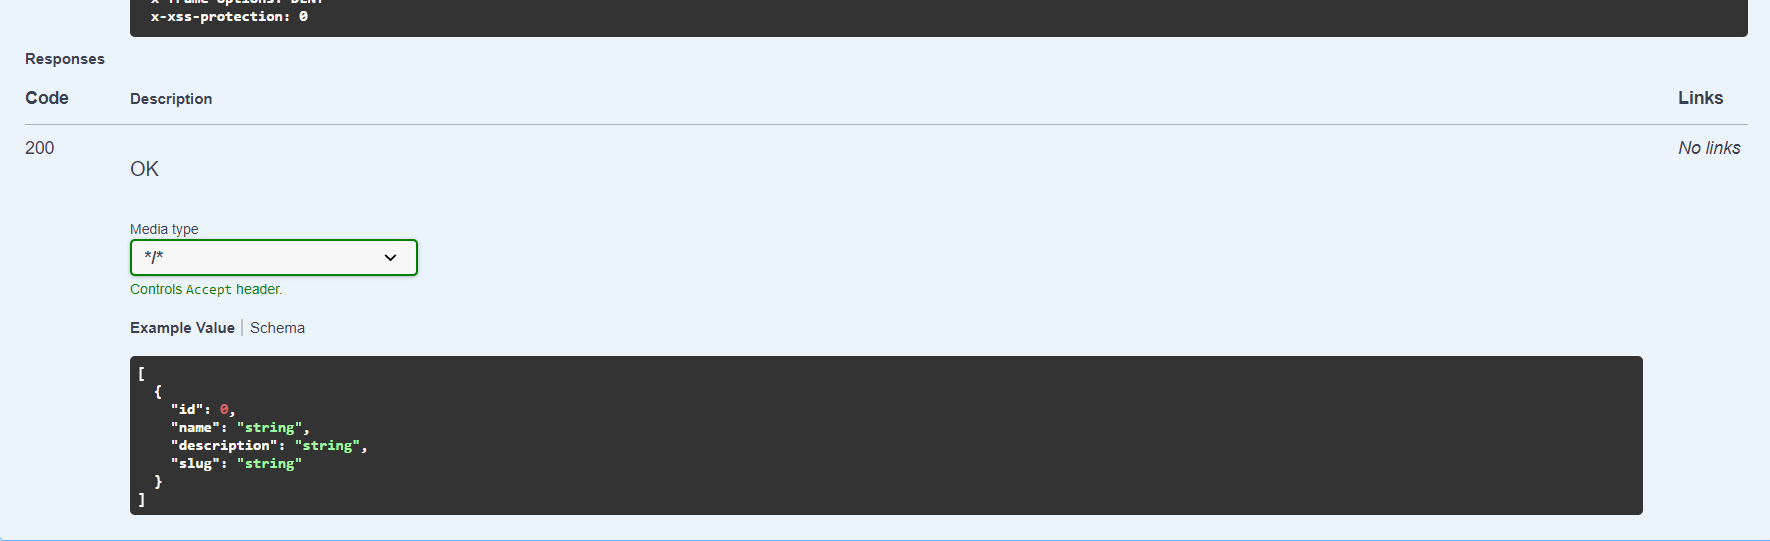 x-frame-options: DENY
x-xss-protection: 0
Responses
Code Description Links
200 No links
OK
Media type
*/*
Controls Accept header.
Example Value | Schema
[
  {
    "id": 0,
    "name": "string",
    "description": "string",
    "slug": "string"
  }
]